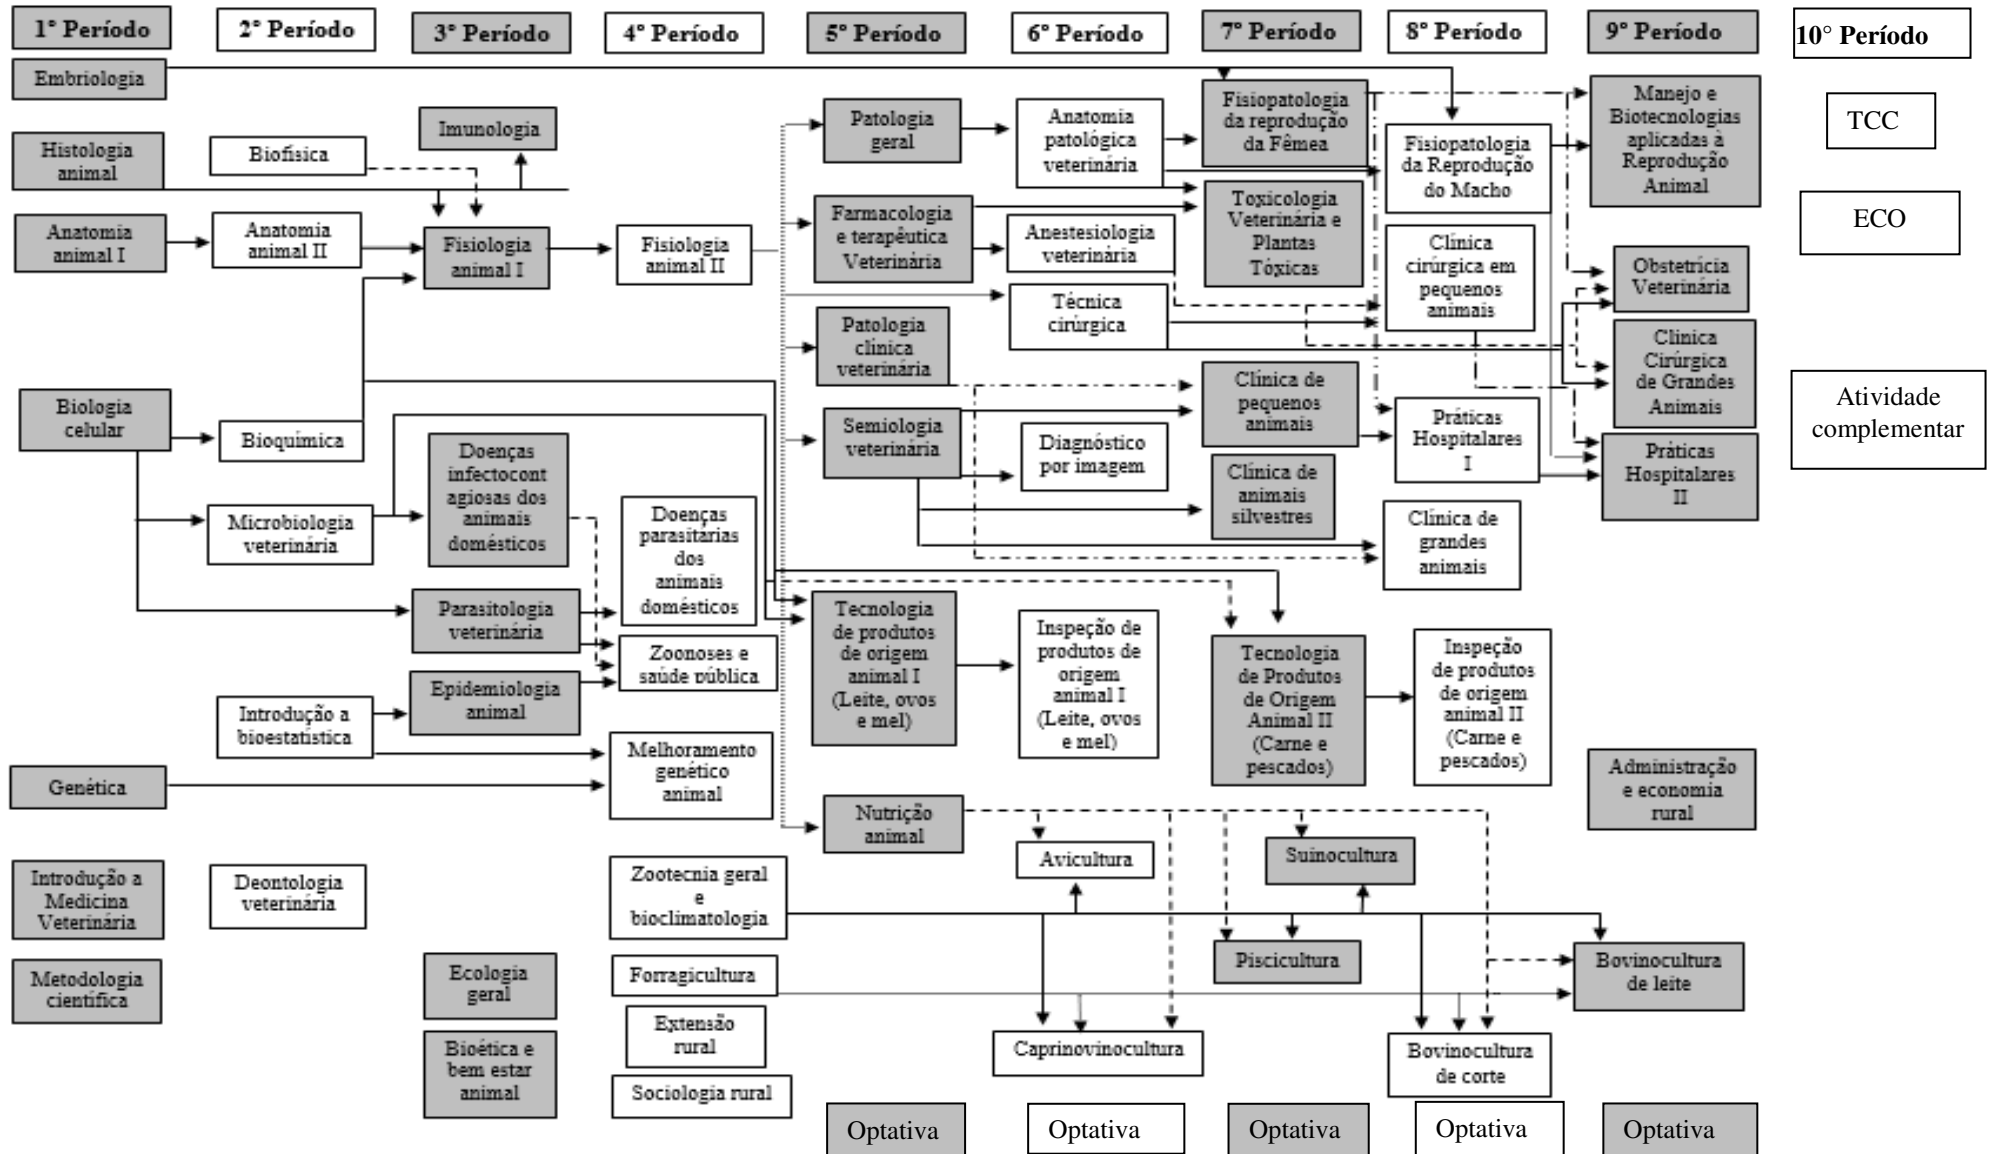 1° Período
2° Período
3° Período
4° Período
5° Período
6° Período
7° Período
8° Período
9° Período
10° Período
Embriologia
Histologia
animal
Anatomia
animal I
Biologia
celular
Genética
Introdução a
Medicina
Veterinária
Metodologia
científica
Biofísica
Anatomia
animal II
Bioquímica
Microbiologia
veterinária
Introdução a
bioestatística
Deontologia
veterinária
Imunologia
Fisiologia
animal I
Doenças
infectocont
agiosas dos
animais
domésticos
Parasitologia
veterinária
Epidemiologia
animal
Ecologia
geral
Bioética e
bem estar
animal
Fisiologia
animal II
Doenças
parasitárias
dos
animais
domésticos
Zoonoses e
saúde pública
Melhoramento
genético
animal
Zootecnia geral
e
bioclimatologia
Forragicultura
Extensão
rural
Sociologia rural
Patologia
geral
Farmacologia
e terapêutica
Veterinária
Patologia
clínica
veterinária
Semiologia
veterinária
Tecnologia
de produtos
de origem
animal I
(Leite, ovos
e mel)
Nutrição
animal
Optativa
Anatomia
patológica
veterinária
Anestesiologia
veterinária
Técnica
cirúrgica
Diagnóstico
por imagem
Inspeção de
produtos de
origem
animal I
(Leite, ovos
e mel)
Avicultura
Caprinovinocultura
Optativa
Fisiopatologia
da reprodução
da Fêmea
Toxicologia
Veterinária e
Plantas
Tóxicas
Clínica de
pequenos
animais
Clínica de
animais
silvestres
Tecnologia
de Produtos
de Origem
Animal II
(Carne e
pescados)
Suinocultura
Piscicultura
Optativa
Fisiopatologia
da Reprodução
do Macho
Clínica
cirúrgica em
pequenos
animais
Práticas
Hospitalares
I
Clínica de
grandes
animais
Inspeção
de produtos
de origem
animal II
(Carne e
pescados)
Bovinocultura
de corte
Optativa
Manejo e
Biotecnologias
aplicadas à
Reprodução
Animal
Obstetrícia
Veterinária
Clinica
Cirúrgica
de Grandes
Animais
Práticas
Hospitalares
II
Administração
e economia
rural
Bovinocultura
de leite
Optativa
TCC
ECO
Atividade
complementar